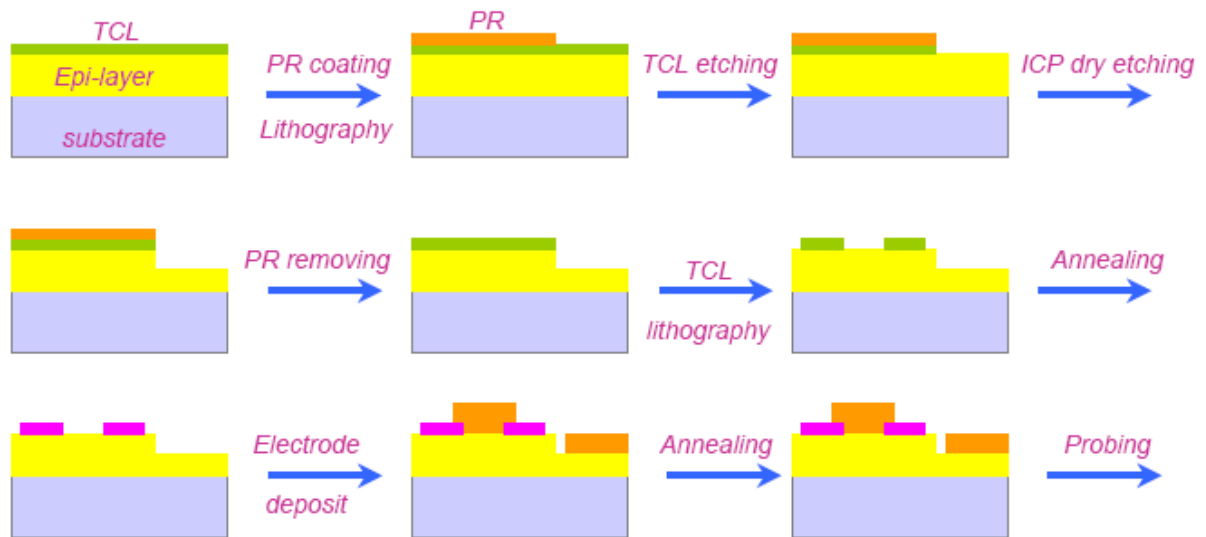 TCL
Epi-layer
substrate
PR coating
Lithography
PR
TCL etching
ICP dry etching
PR removing
TCL
lithography
Annealing
Electrode
deposit
Annealing
Probing